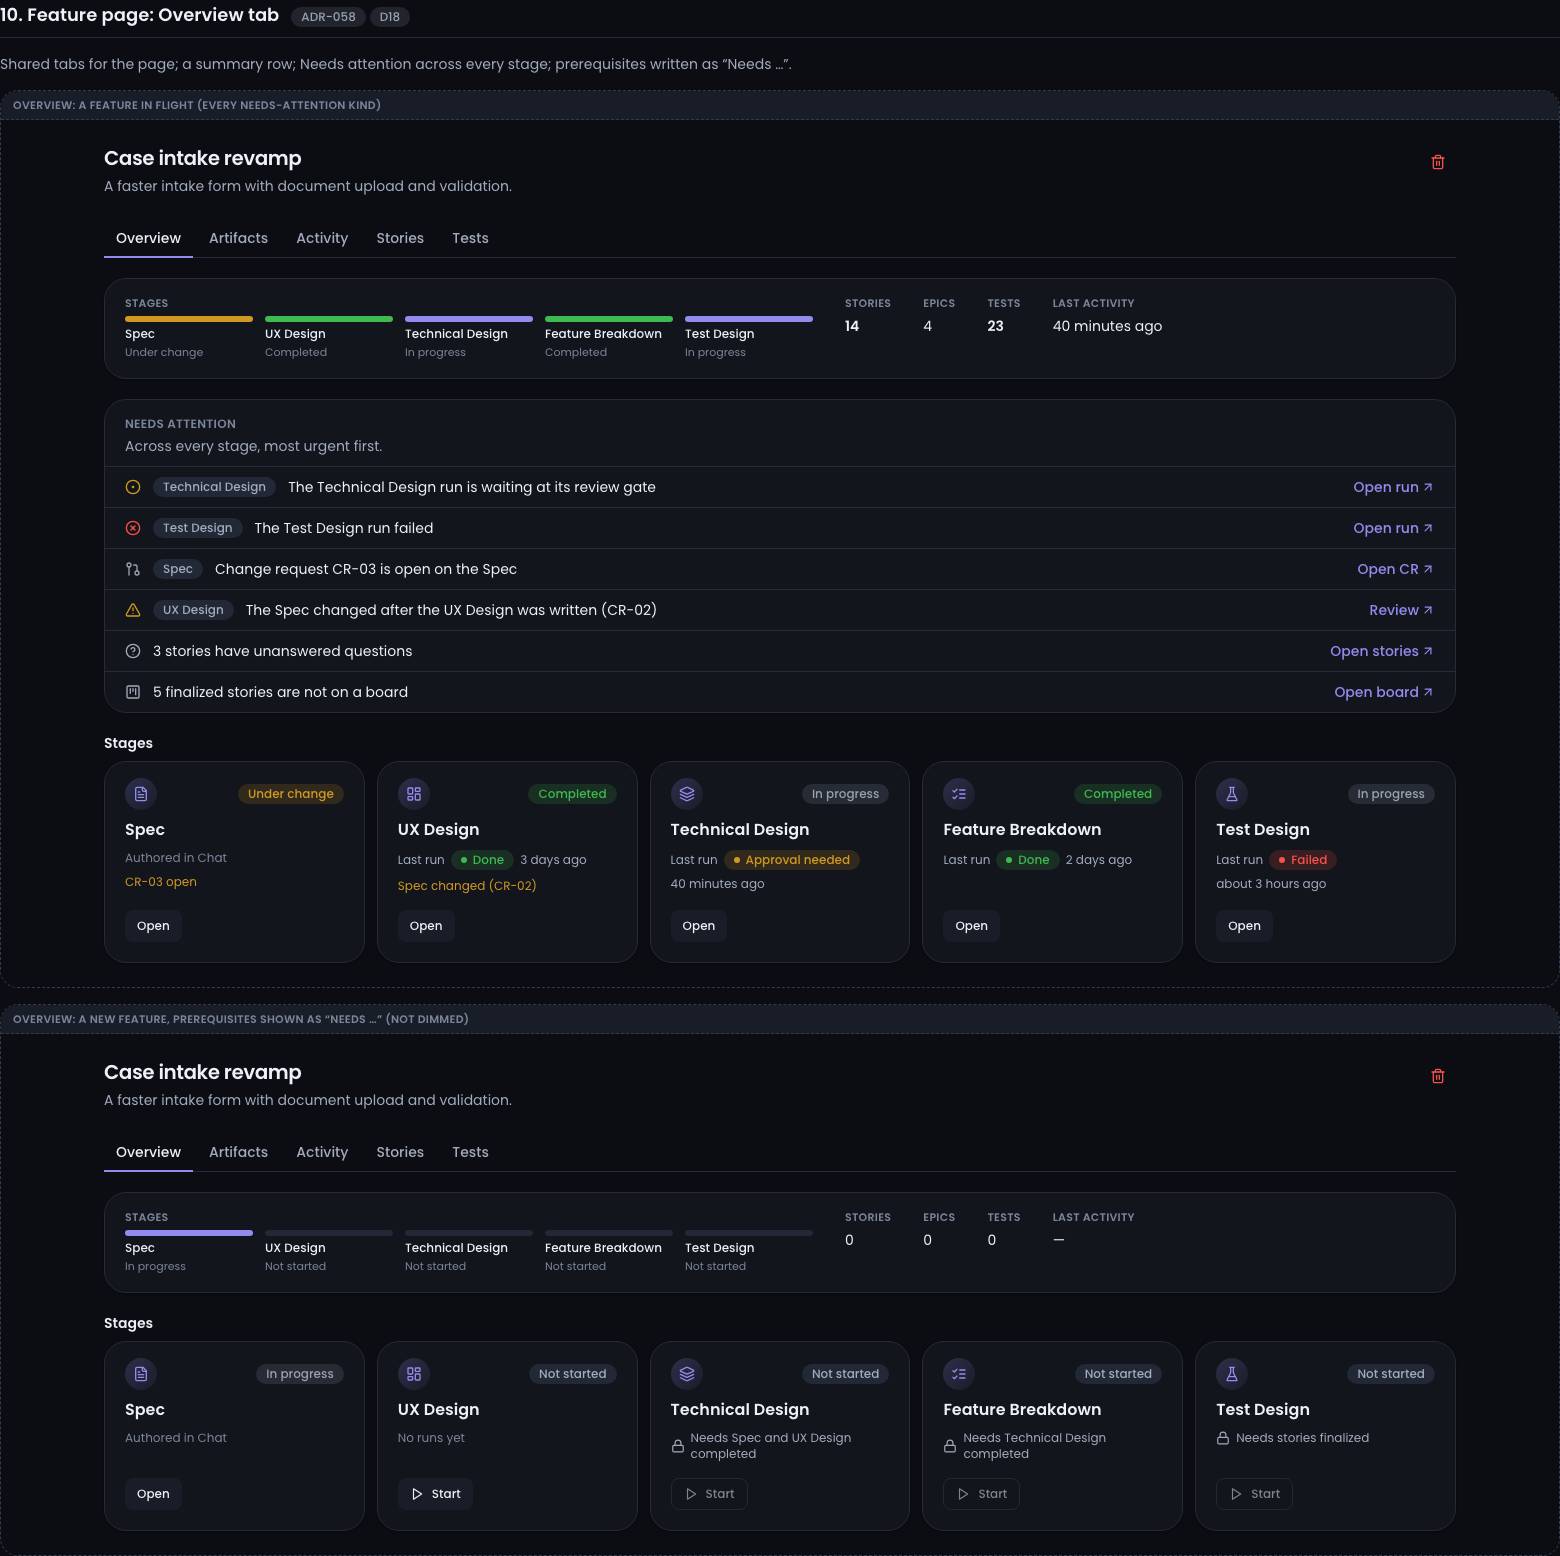 10. Feature page: Overview tab ADR-058 D18
Shared tabs for the page; a summary row; Needs attention across every stage; prerequisites written as “Needs …”.
OVERVIEW: A FEATURE IN FLIGHT (EVERY NEEDS-ATTENTION KIND)
Case intake revamp
A faster intake form with document upload and validation.
Overview Artifacts Activity Stories Tests
STAGES STORIES EPICS TESTS LAST ACTIVITY
14 4 23 40 minutes ago
Spec UX Design Technical Design Feature Breakdown Test Design
Under change Completed In progress Completed In progress
NEEDS ATTENTION
Across every stage, most urgent first.
Technical Design The Technical Design run is waiting at its review gate Open run
Test Design The Test Design run failed Open run
Spec Change request CR-03 is open on the Spec Open CR
UX Design The Spec changed after the UX Design was written (CR-02) Review
3 stories have unanswered questions Open stories
5 finalized stories are not on a board Open board
Stages
Under change
Spec
Authored in Chat
CR-03 open
Open
Completed
UX Design
Last run Done 3 days ago
Spec changed (CR-02)
Open
In progress
Technical Design
Last run Approval needed
40 minutes ago
Open
Completed
Feature Breakdown
Last run Done 2 days ago
Open
In progress
Test Design
Last run Failed
about 3 hours ago
Open
OVERVIEW: A NEW FEATURE, PREREQUISITES SHOWN AS “NEEDS …” (NOT DIMMED)
Case intake revamp
A faster intake form with document upload and validation.
Overview Artifacts Activity Stories Tests
STAGES STORIES EPICS TESTS LAST ACTIVITY
0 0 0 —
Spec UX Design Technical Design Feature Breakdown Test Design
In progress Not started Not started Not started Not started
Stages
In progress
Spec
Authored in Chat
Open
Not started
UX Design
No runs yet
Start
Not started
Technical Design
Needs Spec and UX Design
completed
Start
Not started
Feature Breakdown
Needs Technical Design
completed
Start
Not started
Test Design
Needs stories finalized
Start